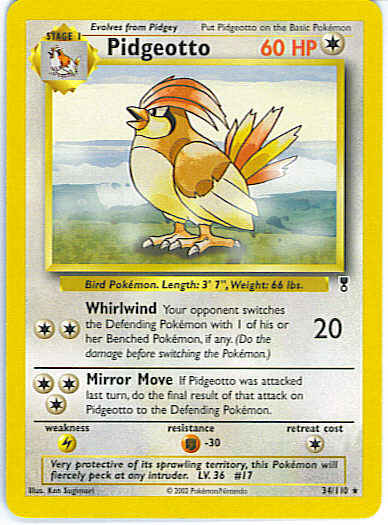 Evolves from Pidgey Put Pidgeotto on the Basic Pokémon
STAGE 1 Pidgeotto 60 HP
Bird Pokémon. Length: 3' 7", Weight: 66 lbs.
Whirlwind Your opponent switches
the Defending Pokémon with 1 of his or
her Benched Pokémon, if any. (Do the
damage before switching the Pokémon.)
20
Mirror Move If Pidgeotto was attacked
last turn, do the final result of that attack on
Pidgeotto to the Defending Pokémon.
weakness resistance retreat cost
-30
Very protective of its sprawling territory, this Pokémon will
fiercely peck at any intruder. LV. 36 #17
Illus. Ken Sugimori © 2002 Pokémon/Nintendo 34/110 ★